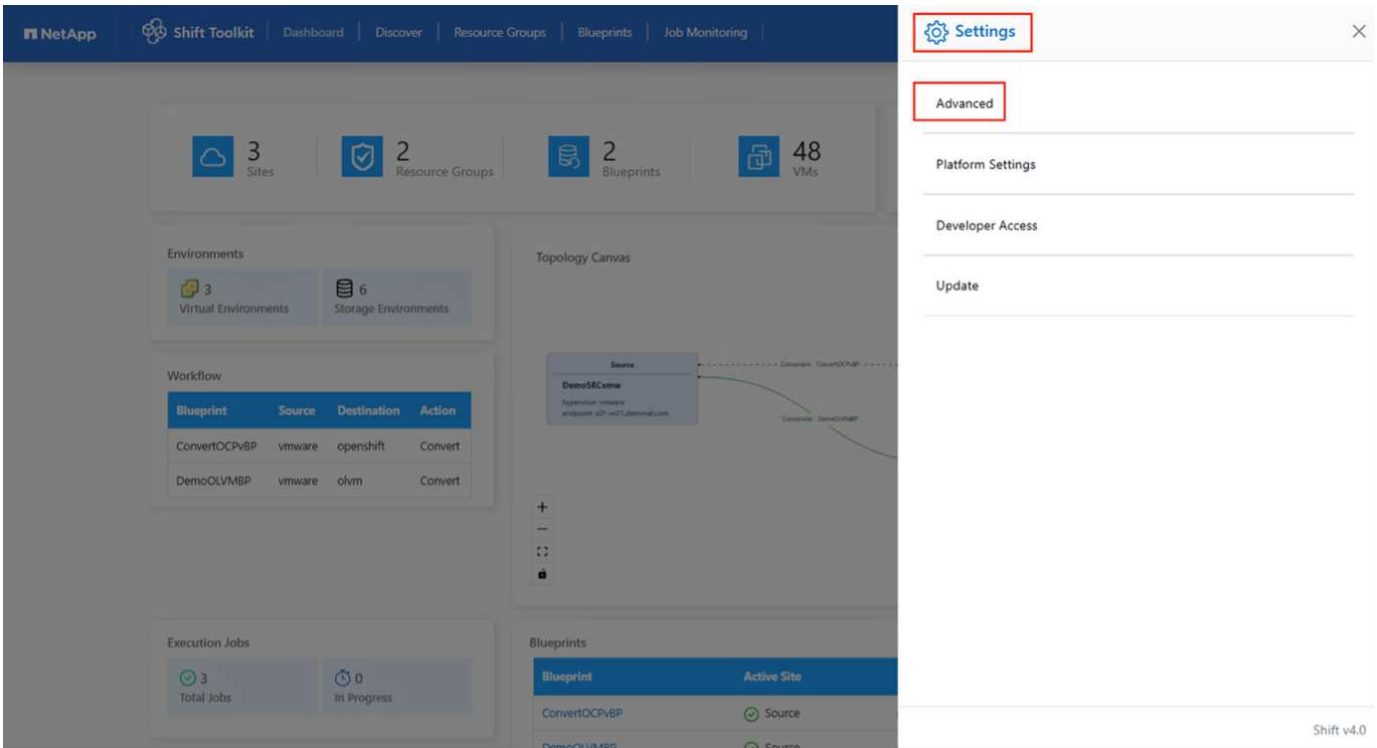 NetApp
Shift Toolkit
Dashboard
Discover
Resource Groups
Blueprints
Job Monitoring
Settings
Advanced
Platform Settings
Developer Access
Update
3
Sites
2
Resource Groups
2
Blueprints
48
VMs
Environments
3
Virtual Environments
6
Storage Environments
Workflow
Blueprint Source Destination Action
ConvertOCPvBP vmware openshift Convert
DemoOLVMBP vmware olvm Convert
Topology Canvas
Source
DemoSRCvmw
hypervisor: vmware
Execution Jobs
3
Total Jobs
0
In Progress
Blueprints
Blueprint Active Site
ConvertOCPvBP Source
DemoOLVMBP Source
Shift v4.0